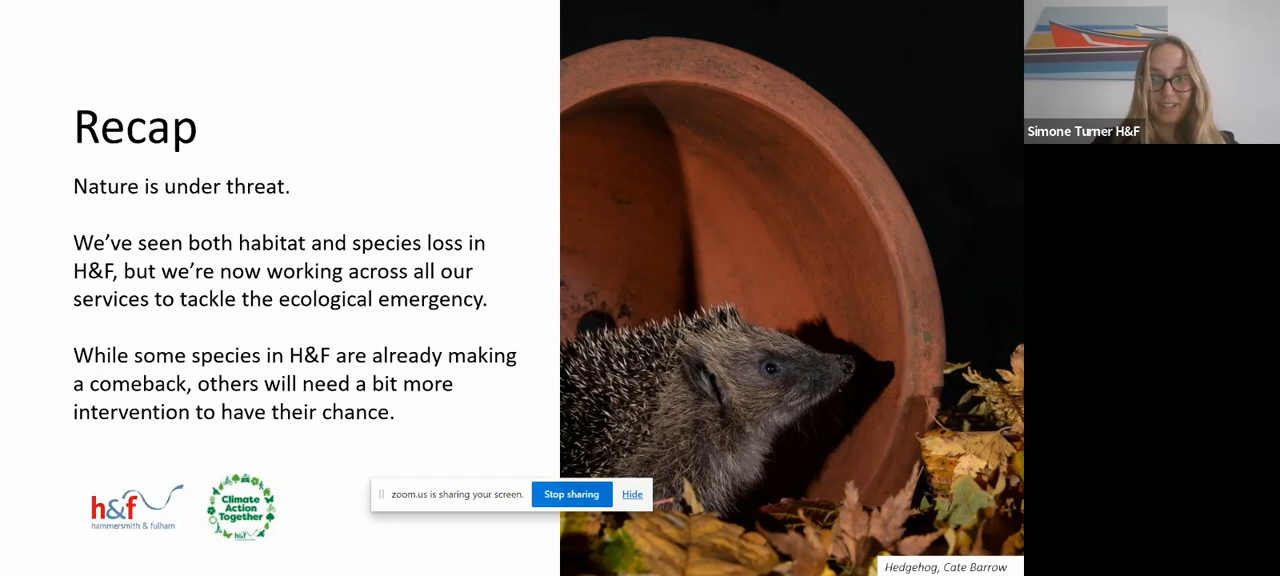 Recap
Nature is under threat.
We've seen both habitat and species loss in
H&F, but we're now working across all our
services to tackle the ecological emergency.
While some species in H&F are already making
a comeback, others will need a bit more
intervention to have their chance.
h&f
hammersmith & fulham
Climate
Action
Together
h&f
zoom.us is sharing your screen.
Stop sharing
Hide
Hedgehog, Cate Barrow
Simone Turner H&F